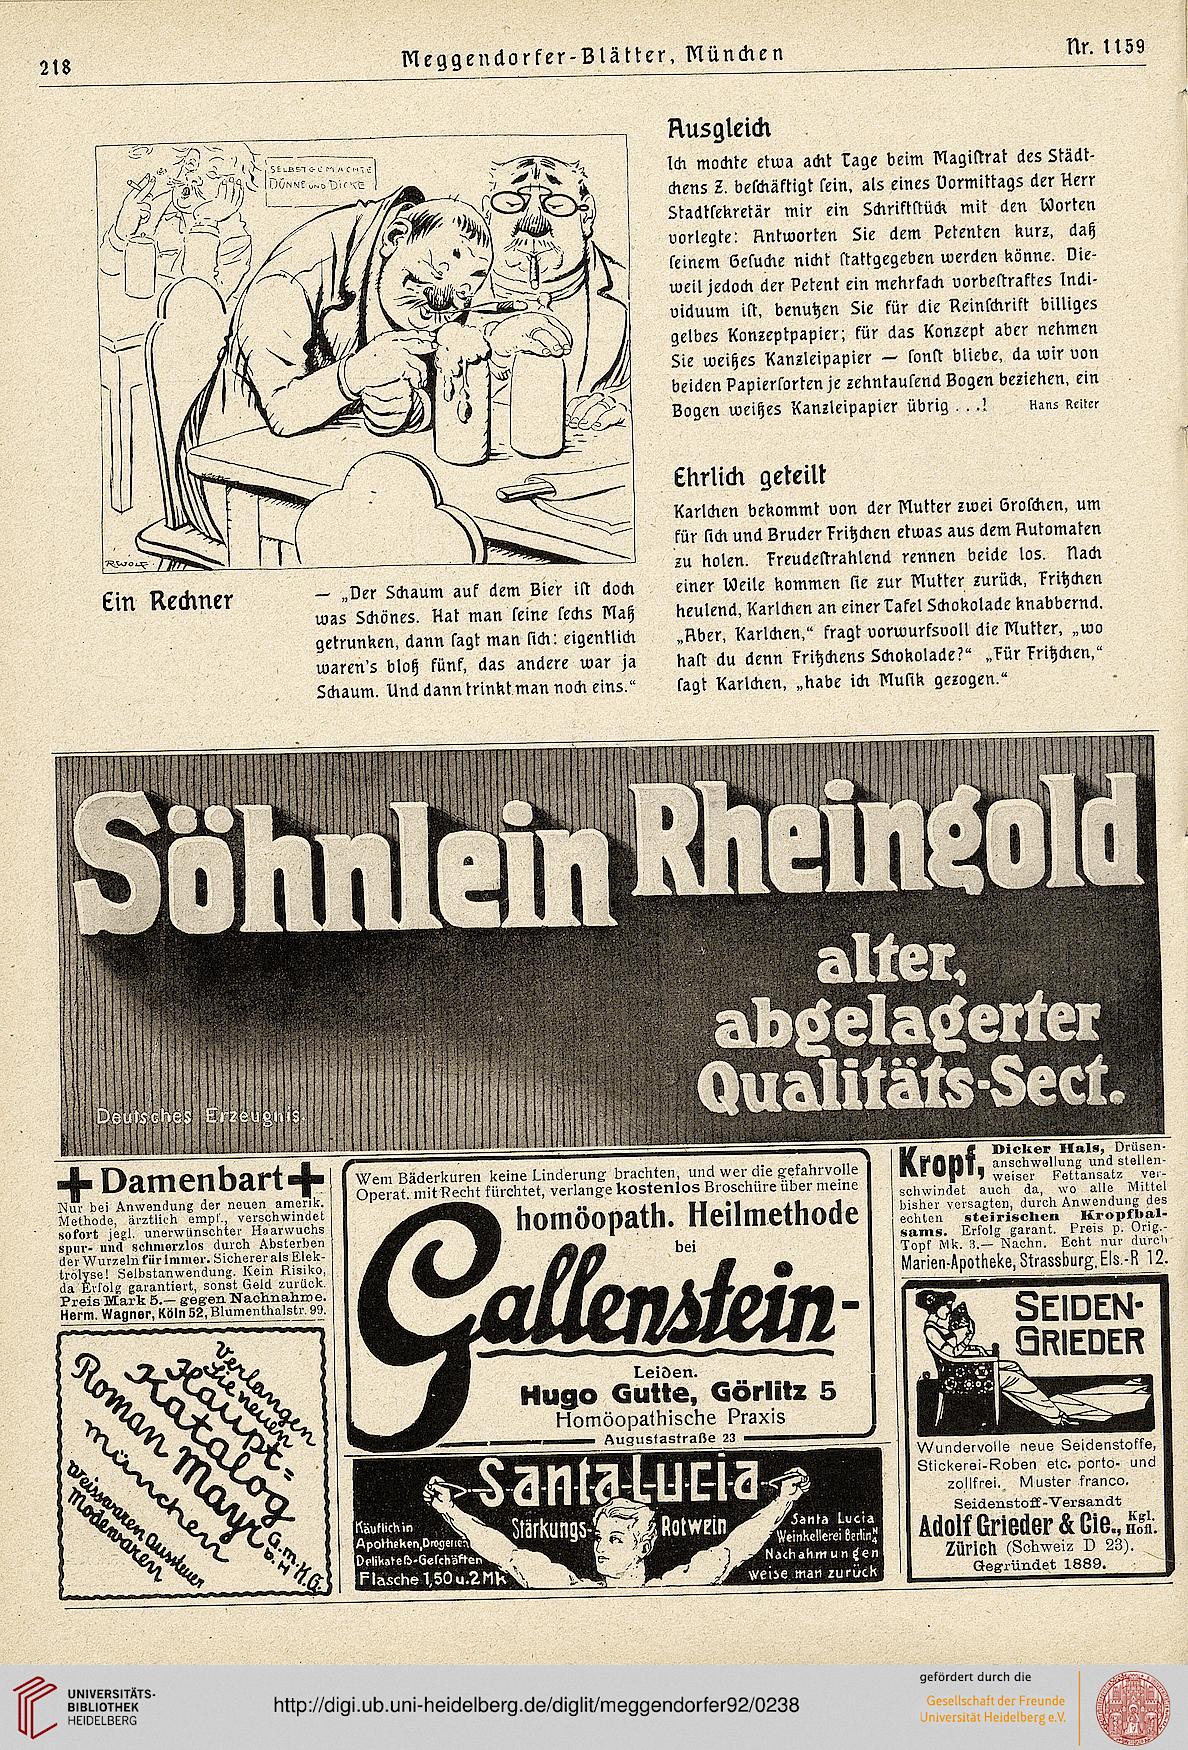 218
Meggendorfer-Blätter, München
Nr. 1159
SELBSTGEMACHTE
DÜNNE UND DICKE
R.WOLF.
Ein Rechner
— „Der Schaum auf dem Bier ist doch
was Schönes. Hat man seine sechs Maß
getrunken, dann sagt man sich: eigentlich
waren's bloß fünf, das andere war ja
Schaum. Und dann trinkt man noch eins.“
Ausgleich
Ich mochte etwa acht Tage beim Magistrat des Städt-
chens Z. beschäftigt sein, als eines Vormittags der Herr
Stadtsekretär mir ein Schriftstück mit den Worten
vorlegte: Antworten Sie dem Petenten kurz, daß
seinem Gesuche nicht stattgegeben werden könne. Die-
weil jedoch der Petent ein mehrfach vorbestraftes Indi-
viduum ist, benutzen Sie für die Reinschrift billiges
gelbes Konzeptpapier; für das Konzept aber nehmen
Sie weißes Kanzleipapier — sonst bliebe, da wir von
beiden Papiersorten je zehntausend Bogen beziehen, ein
Bogen weißes Kanzleipapier übrig . . .! Hans Reiter
Ehrlich geteilt
Karlchen bekommt von der Mutter zwei Groschen, um
für sich und Bruder Fritzchen etwas aus dem Automaten
zu holen. Freudestrahlend rennen beide los. Nach
einer Weile kommen sie zur Mutter zurück, Fritzchen
heulend, Karlchen an einer Tafel Schokolade knabbernd.
„Aber, Karlchen,“ fragt vorwurfsvoll die Mutter, „wo
hast du denn Fritzchens Schokolade?“ „Für Fritzchen,“
sagt Karlchen, „habe ich Musik gezogen.“
Söhnlein Rheingold
alter,
abgelagerter
Qualitäts-Sect.
Deutsches Erzeugnis.
Damenbart
Nur bei Anwendung der neuen amerik.
Methode, ärztlich empf., verschwindet
sofort jegl. unerwünschter Haarwuchs
spur- und schmerzlos durch Absterben
der Wurzeln für immer. Sicherer als Elek-
trolyse! Selbstanwendung. Kein Risiko,
da Erfolg garantiert, sonst Geld zurück.
Preis Mark 5.— gegen Nachnahme.
Herm. Wagner, Köln 52, Blumenthalstr. 99.
Verlangen
Sie neuen
Haupt-
Katalog
Roman Mayr
München
G.m.
b.H.
K.G.
Weisswaren Aussteuer
Modewaren
Wem Bäderkuren keine Linderung brachten, und wer die gefahrvolle
Operat. mit Recht fürchtet, verlange kostenlos Broschüre über meine
homöopath. Heilmethode
bei
Gallenstein-
Leiden.
Hugo Gutte, Görlitz 5
Homöopathische Praxis
Augustastraße 23
Santa Lucia
Stärkungs-
Rotwein
Käuflich in
Apotheken, Drogerien
Delikateß-Geschäften
Flasche 1,50 u. 2 Mk
Santa Lucia
Weinkellerei Berlin
Nachahmungen
weise man zurück
Kropf, Dicker Hals, Drüsen-
anschwellung und stellen-
weiser Fettansatz ver-
schwindet auch da, wo alle Mittel
bisher versagten, durch Anwendung des
echten steirischen Kropfbal-
sams. Erfolg garant. Preis p. Orig.-
Topf Mk. 3.— Nachn. Echt nur durch
Marien-Apotheke, Strassburg, Els.-R 12.
SEIDEN-
GRIEDER
Wundervolle neue Seidenstoffe,
Stickerei-Roben etc. porto- und
zollfrei. Muster franco.
Seidenstoff-Versandt
Adolf Grieder & Cie., Kgl. Hofl.
Zürich (Schweiz D 23).
Gegründet 1889.
UNIVERSITÄTS-
BIBLIOTHEK
HEIDELBERG
http://digi.ub.uni-heidelberg.de/diglit/meggendorfer92/0238
gefördert durch die
Gesellschaft der Freunde
Universität Heidelberg e.V.